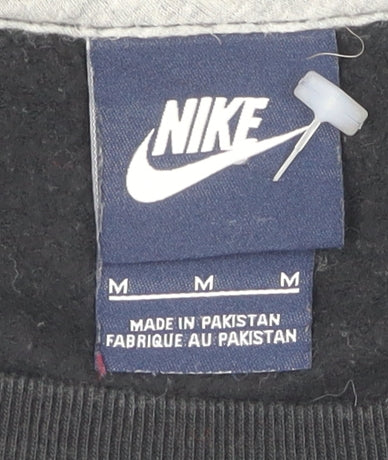 NIKE
M M M
MADE IN PAKISTAN
FABRIQUE AU PAKISTAN